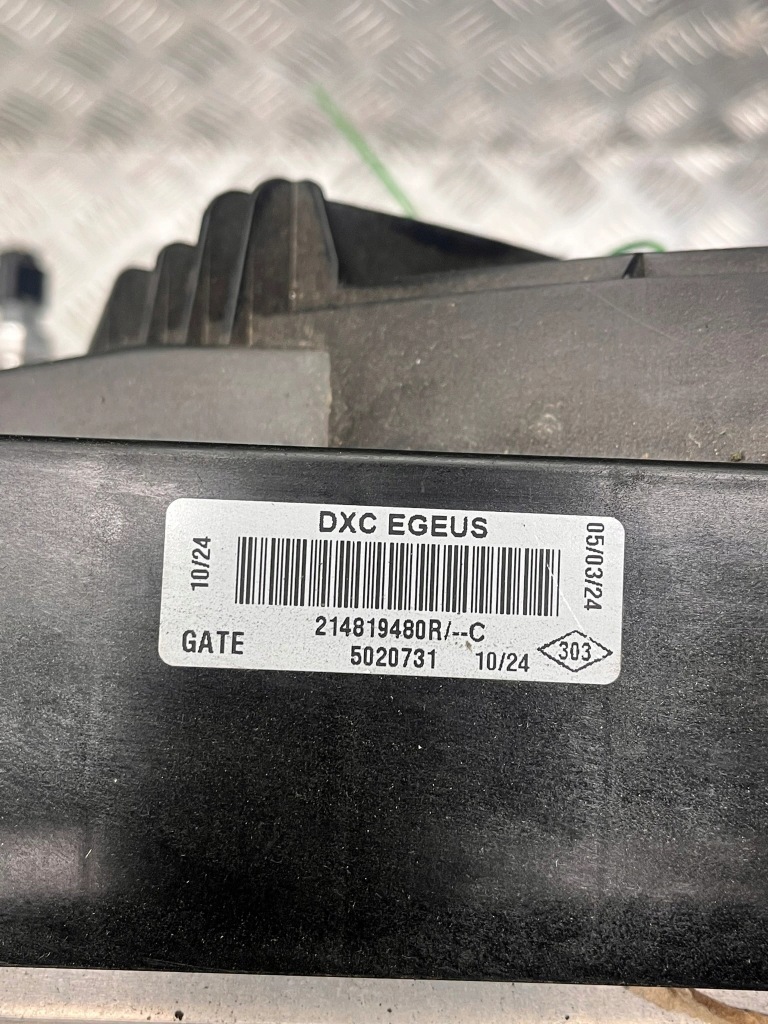 DXC EGEUS
10/24
05/03/24
214819480R/--C
GATE
5020731 10/24
303